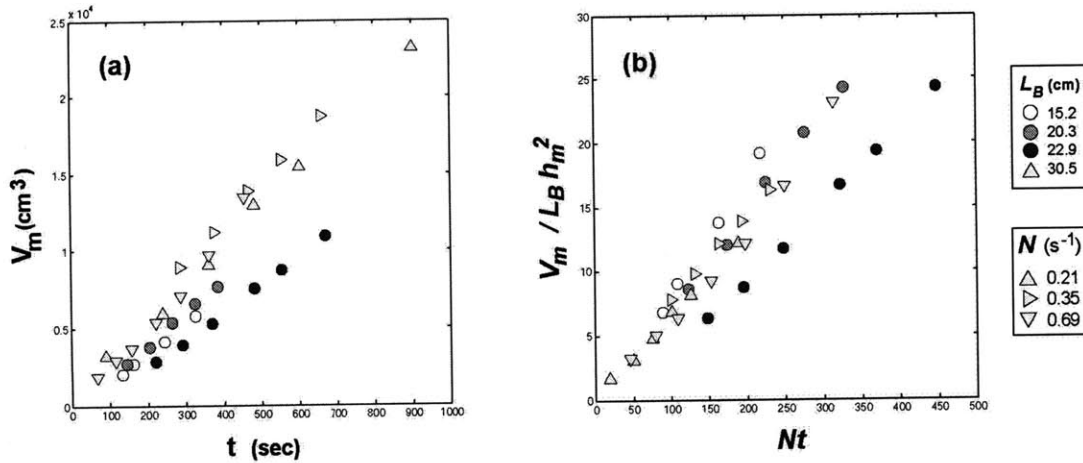 2.5 x 10⁴
(a)
2
1.5
1
0.5
0
V_m (cm³)
0 100 200 300 400 500 600 700 800 900 1000
t (sec)
30
(b)
25
20
15
10
5
0
V_m / L_B h_m²
0 50 100 150 200 250 300 350 400 450 500
Nt
L_B (cm)
15.2
20.3
22.9
30.5
N (s⁻¹)
0.21
0.35
0.69